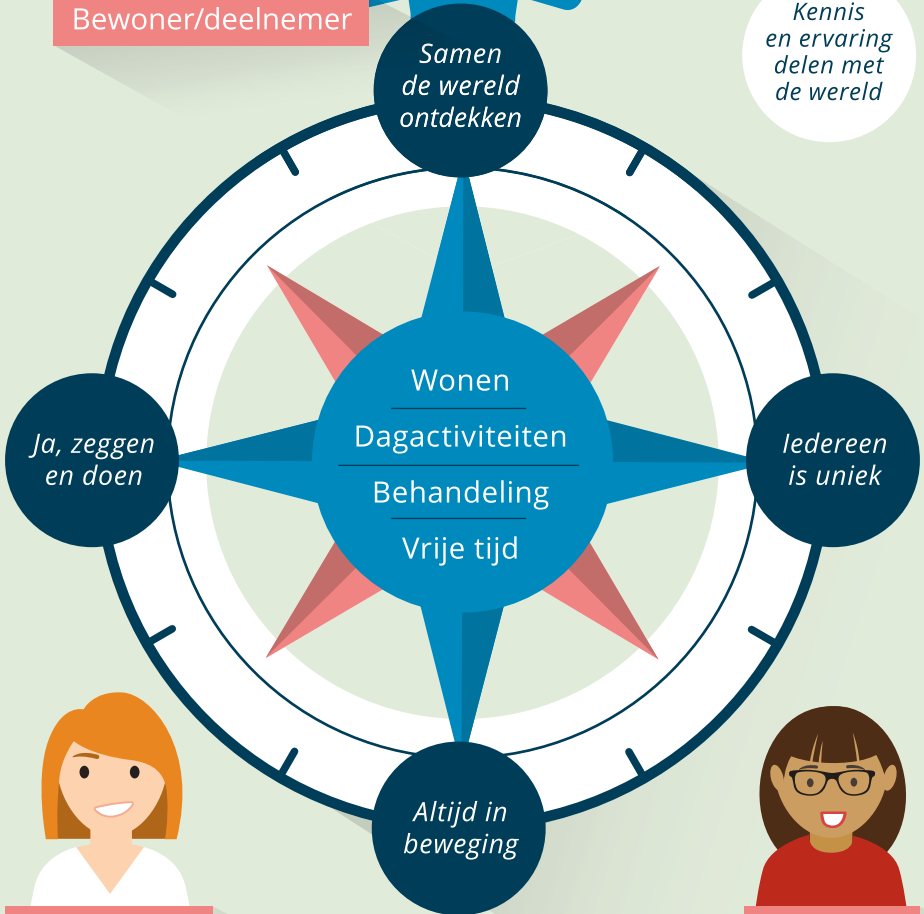 Bewoner/deelnemer
Kennis
en ervaring
delen met
de wereld
Samen
de wereld
ontdekken
Ja, zeggen
en doen
Wonen
Dagactiviteiten
Behandeling
Vrije tijd
Iedereen
is uniek
Altijd in
beweging